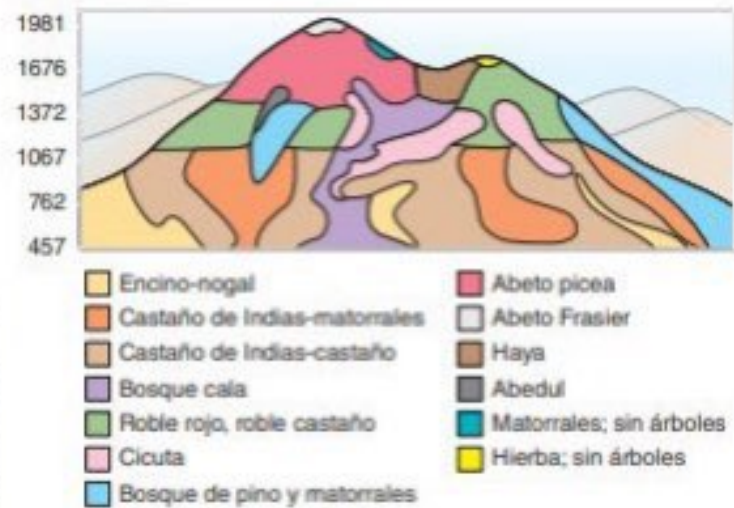 1981
1676
1372
1067
762
457
Encino-nogal
Castaño de Indias-matorrales
Castaño de Indias-castaño
Bosque cala
Roble rojo, roble castaño
Cicuta
Bosque de pino y matorrales
Abeto picea
Abeto Frasier
Haya
Abedul
Matorrales; sin árboles
Hierba; sin árboles